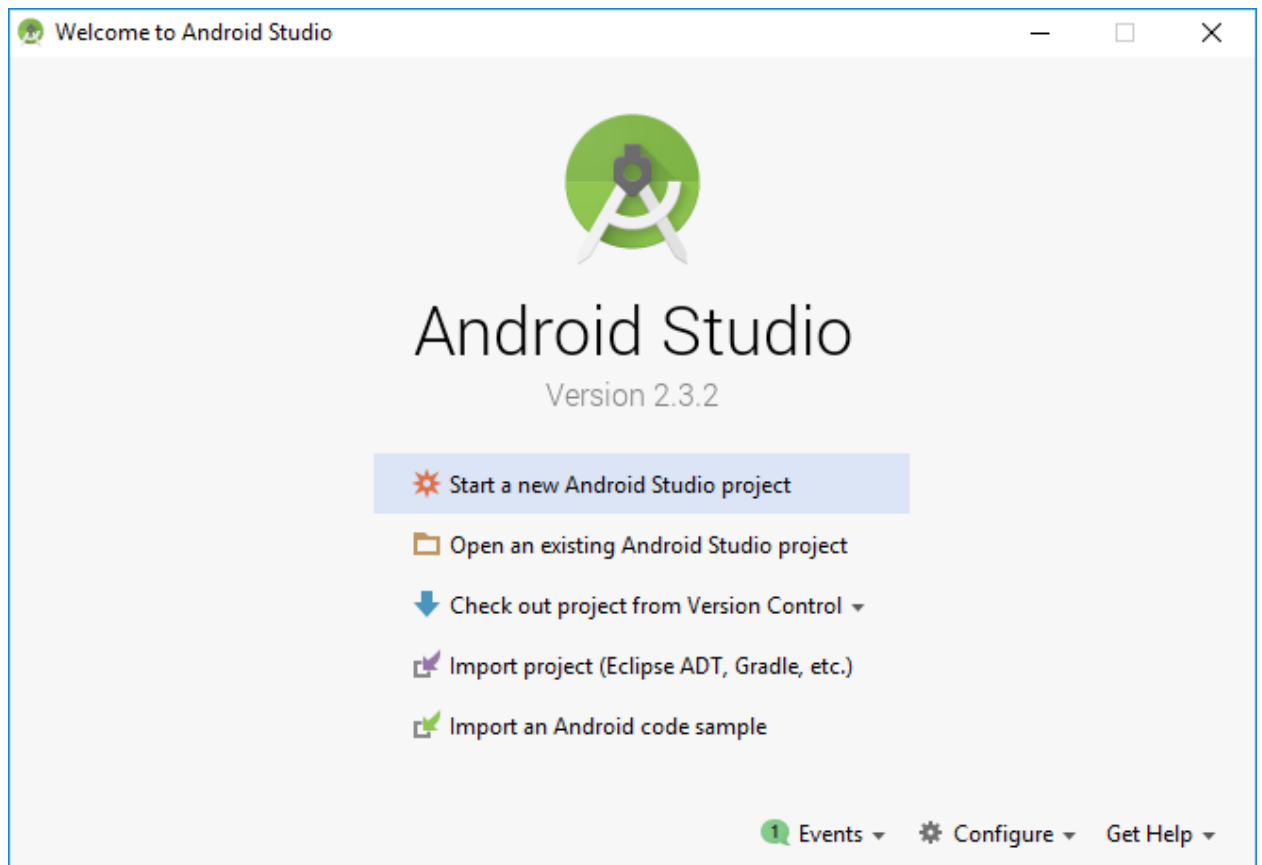 Welcome to Android Studio
Android Studio
Version 2.3.2
Start a new Android Studio project
Open an existing Android Studio project
Check out project from Version Control
Import project (Eclipse ADT, Gradle, etc.)
Import an Android code sample
1 Events Configure Get Help